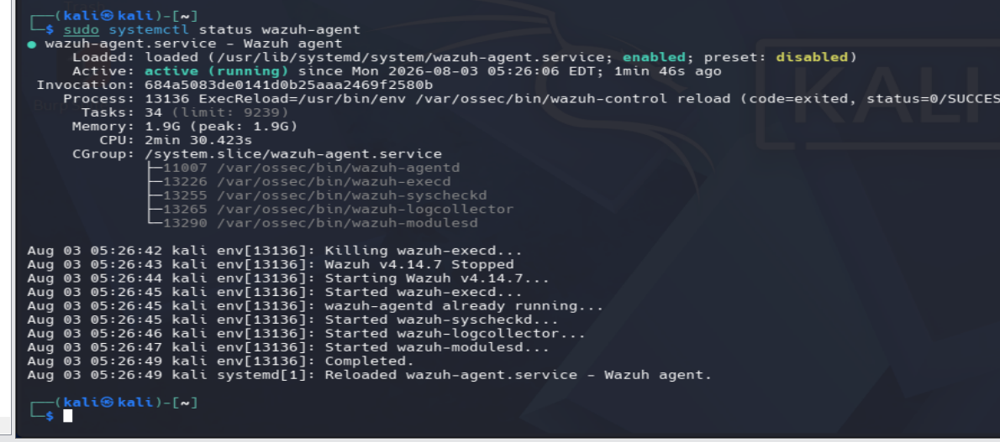 ┌──(kali㉿kali)-[~]
└─$ sudo systemctl status wazuh-agent
● wazuh-agent.service - Wazuh agent
Loaded: loaded (/usr/lib/systemd/system/wazuh-agent.service; enabled; preset: disabled)
Active: active (running) since Mon 2026-08-03 05:26:06 EDT; 1min 46s ago
Invocation: 684a5083de0141d0b25aaa2469f2580b
Process: 13136 ExecReload=/usr/bin/env /var/ossec/bin/wazuh-control reload (code=exited, status=0/SUCCES
Tasks: 34 (limit: 9239)
Memory: 1.9G (peak: 1.9G)
CPU: 2min 30.423s
CGroup: /system.slice/wazuh-agent.service
├─11007 /var/ossec/bin/wazuh-agentd
├─13226 /var/ossec/bin/wazuh-execd
├─13255 /var/ossec/bin/wazuh-syscheckd
├─13265 /var/ossec/bin/wazuh-logcollector
└─13290 /var/ossec/bin/wazuh-modulesd
Aug 03 05:26:42 kali env[13136]: Killing wazuh-execd...
Aug 03 05:26:43 kali env[13136]: Wazuh v4.14.7 Stopped
Aug 03 05:26:44 kali env[13136]: Starting Wazuh v4.14.7...
Aug 03 05:26:45 kali env[13136]: Started wazuh-execd...
Aug 03 05:26:45 kali env[13136]: wazuh-agentd already running...
Aug 03 05:26:45 kali env[13136]: Started wazuh-syscheckd...
Aug 03 05:26:46 kali env[13136]: Started wazuh-logcollector...
Aug 03 05:26:47 kali env[13136]: Started wazuh-modulesd...
Aug 03 05:26:49 kali env[13136]: Completed.
Aug 03 05:26:49 kali systemd[1]: Reloaded wazuh-agent.service - Wazuh agent.
┌──(kali㉿kali)-[~]
└─$
KALI